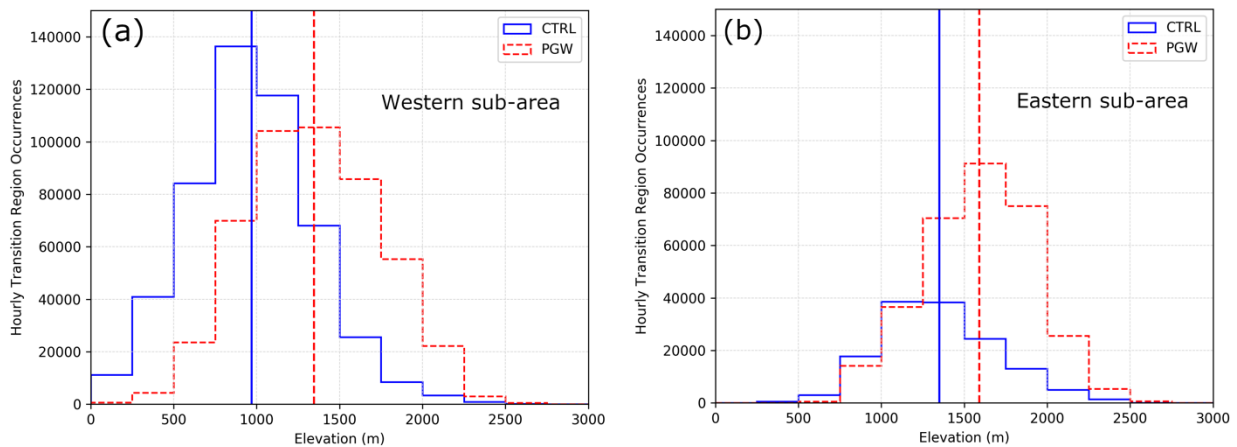 (a)
CTRL
PGW
Western sub-area
Hourly Transition Region Occurrences
140000
120000
100000
80000
60000
40000
20000
0
0 500 1000 1500 2000 2500 3000
Elevation (m)
(b)
CTRL
PGW
Eastern sub-area
Hourly Transition Region Occurrences
140000
120000
100000
80000
60000
40000
20000
0
0 500 1000 1500 2000 2500 3000
Elevation (m)